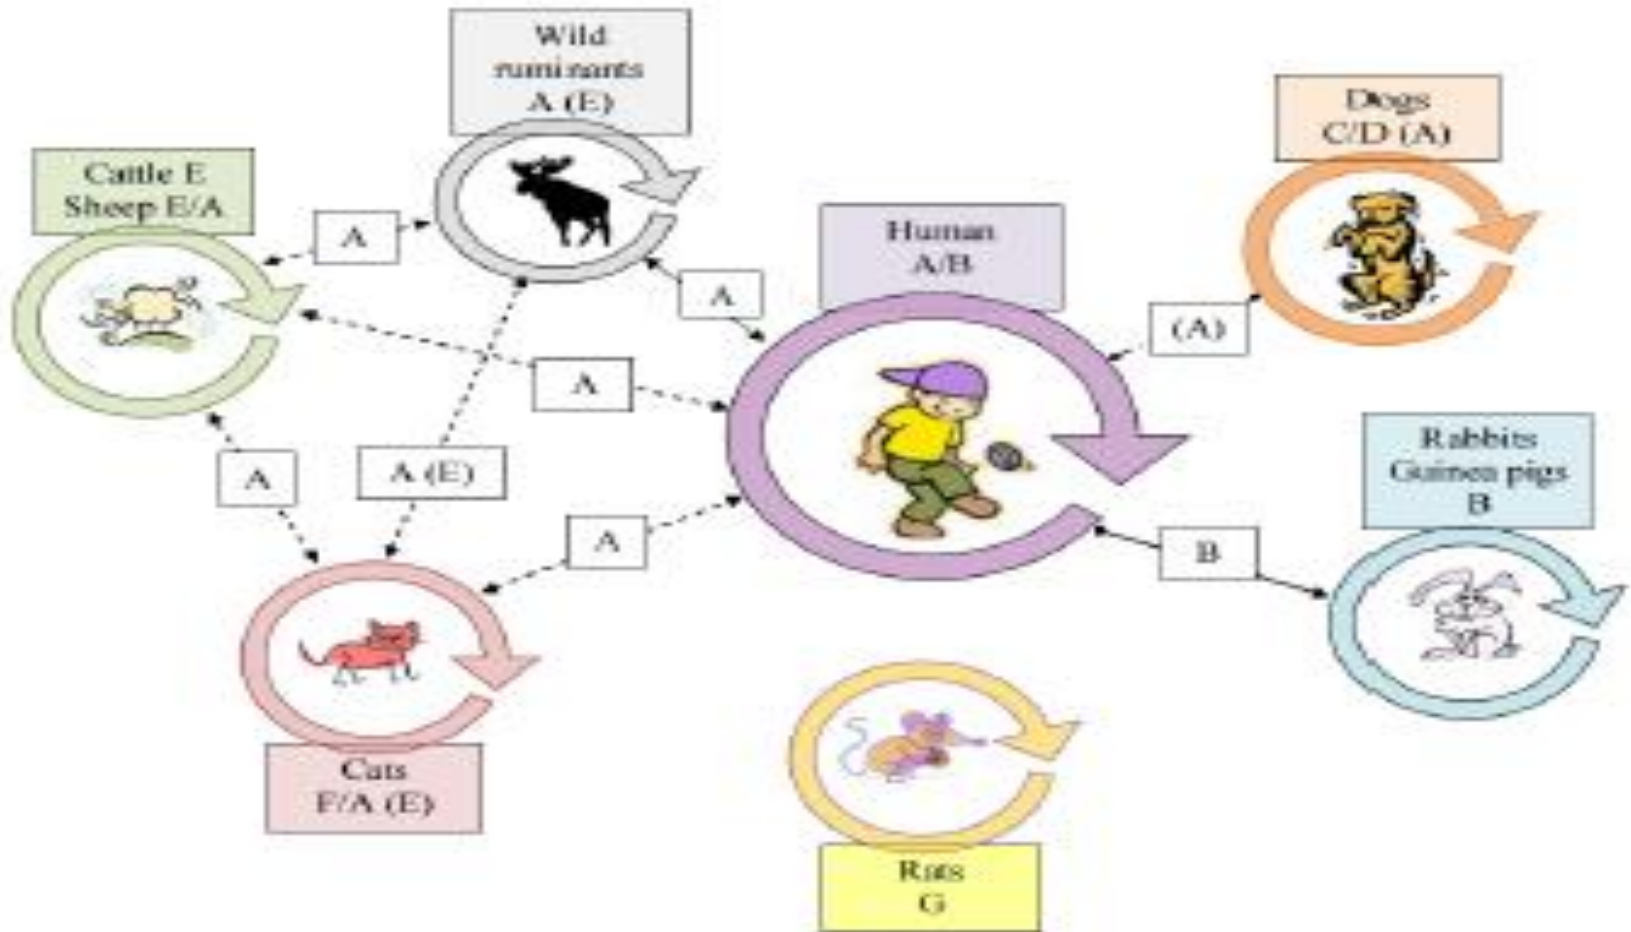 Wild
ruminants
A (E)
Dogs
C/D (A)
Cattle E
Sheep E/A
A
Human
A/B
A
(A)
A
Rabbits
Guinea pigs
B
A
A (E)
A
B
Cats
F/A (E)
Rats
G